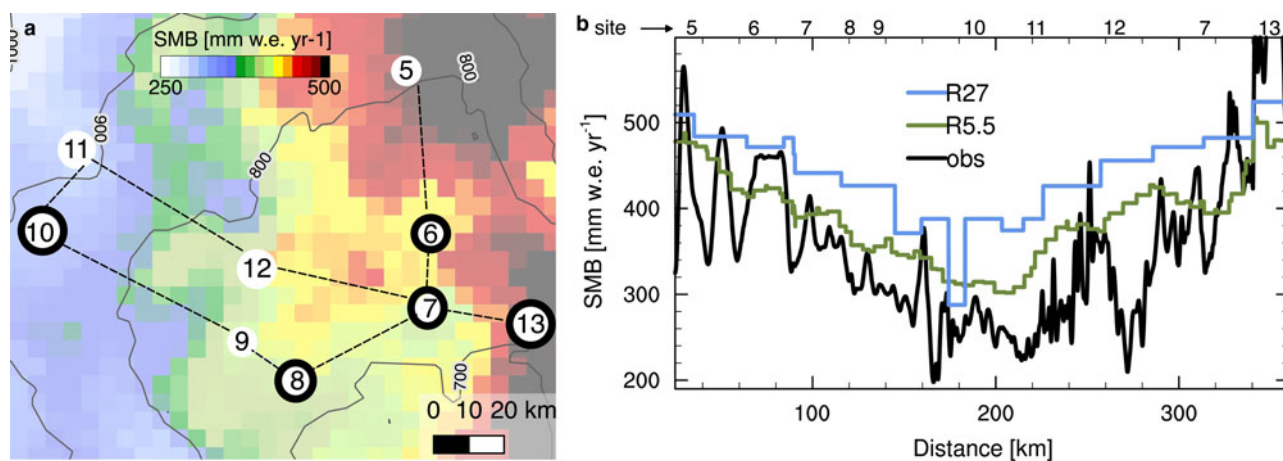 a
SMB [mm w.e. yr-1]
250 500
1000
900
800
800
700
5
11
10
6
12
7
13
9
8
0 10 20 km
b site → 5 6 7 8 9 10 11 12 7 13
SMB [mm w.e. yr⁻¹]
500
400
300
200
R27
R5.5
obs
100 200 300
Distance [km]